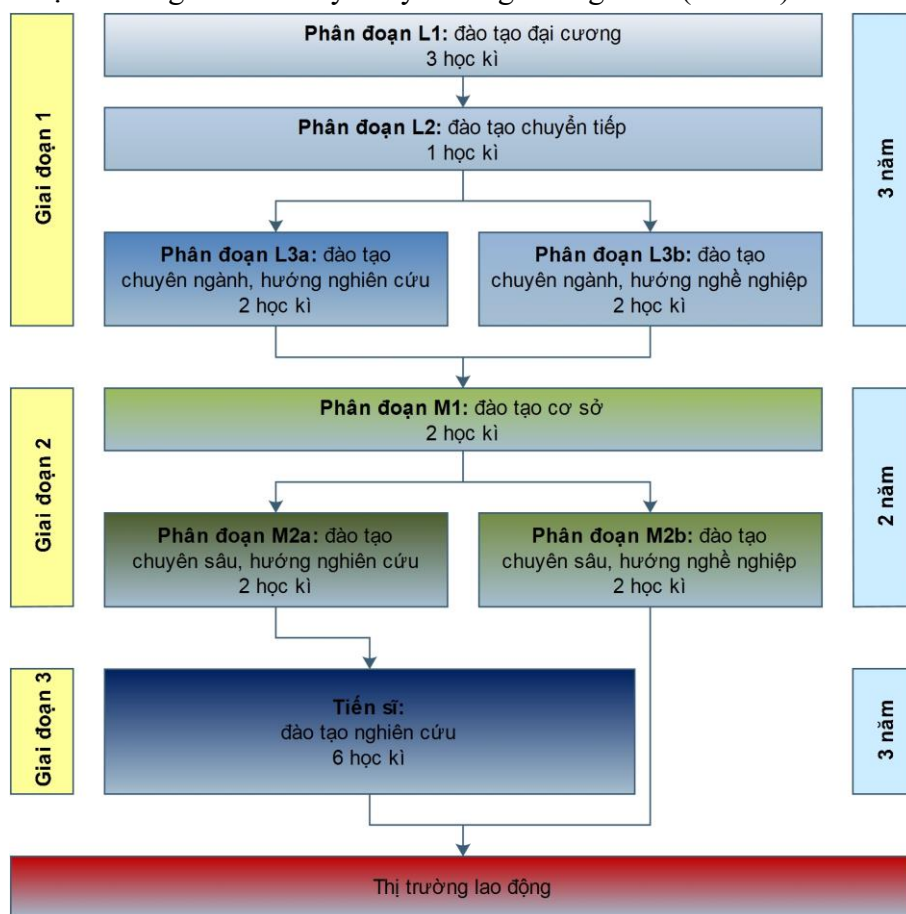 Phân đoạn L1: đào tạo đại cương
3 học kì
Giai đoạn 1
3 năm
Phân đoạn L2: đào tạo chuyển tiếp
1 học kì
Phân đoạn L3a: đào tạo
chuyên ngành, hướng nghiên cứu
2 học kì
Phân đoạn L3b: đào tạo
chuyên ngành, hướng nghề nghiệp
2 học kì
Phân đoạn M1: đào tạo cơ sở
2 học kì
Giai đoạn 2
2 năm
Phân đoạn M2a: đào tạo
chuyên sâu, hướng nghiên cứu
2 học kì
Phân đoạn M2b: đào tạo
chuyên sâu, hướng nghề nghiệp
2 học kì
Giai đoạn 3
3 năm
Tiến sĩ:
đào tạo nghiên cứu
6 học kì
Thị trường lao động